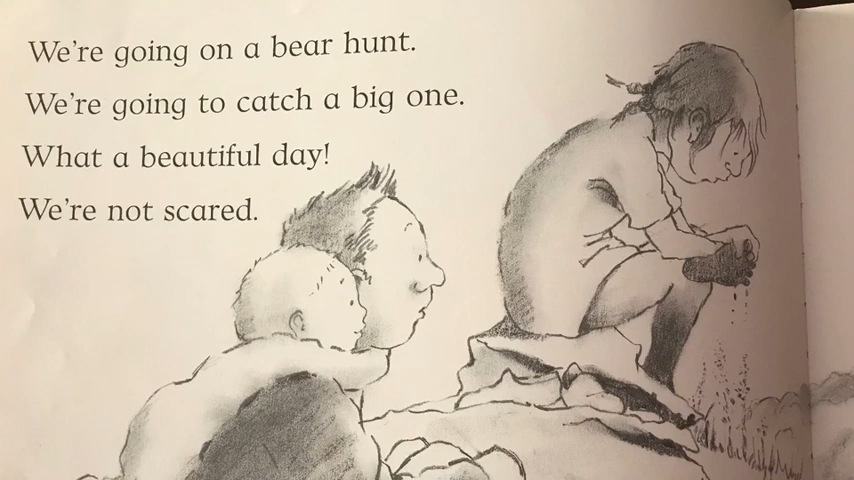 We're going on a bear hunt.
We're going to catch a big one.
What a beautiful day!
We're not scared.